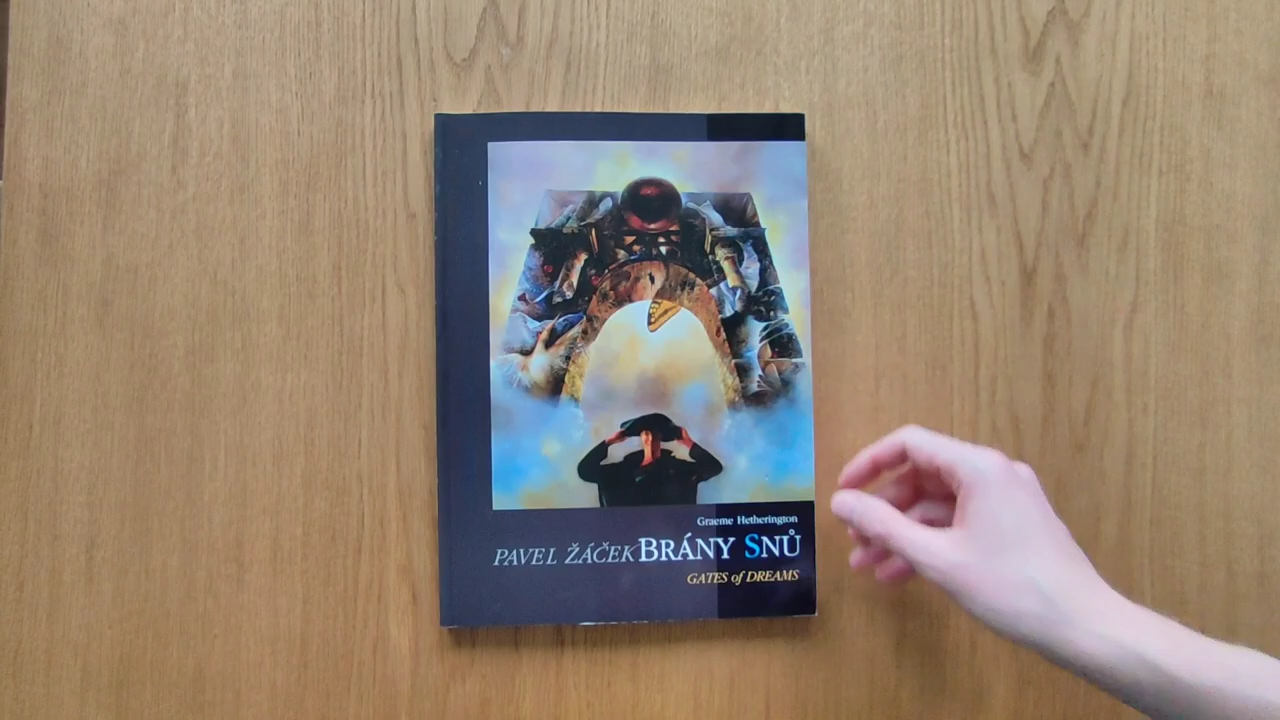 Graeme Hetherington
PAVEL ŽÁČEK BRÁNY SNŮ
GATES of DREAMS